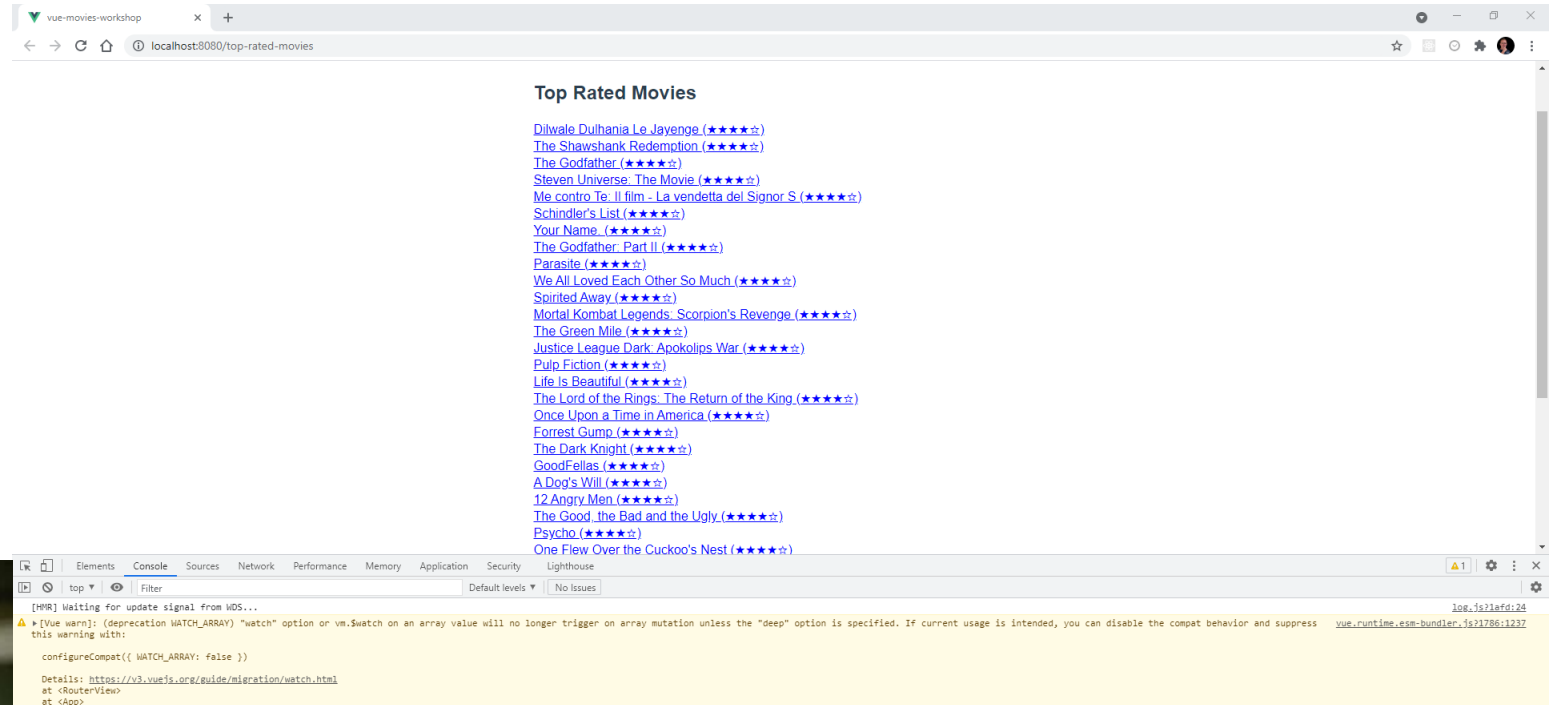 vue-movies-workshop
localhost:8080/top-rated-movies
Top Rated Movies
Dilwale Dulhania Le Jayenge (★★★★☆)
The Shawshank Redemption (★★★★☆)
The Godfather (★★★★☆)
Steven Universe: The Movie (★★★★☆)
Me contro Te: Il film - La vendetta del Signor S (★★★★☆)
Schindler's List (★★★★☆)
Your Name. (★★★★☆)
The Godfather: Part II (★★★★☆)
Parasite (★★★★☆)
We All Loved Each Other So Much (★★★★☆)
Spirited Away (★★★★☆)
Mortal Kombat Legends: Scorpion's Revenge (★★★★☆)
The Green Mile (★★★★☆)
Justice League Dark: Apokolips War (★★★★☆)
Pulp Fiction (★★★★☆)
Life Is Beautiful (★★★★☆)
The Lord of the Rings: The Return of the King (★★★★☆)
Once Upon a Time in America (★★★★☆)
Forrest Gump (★★★★☆)
The Dark Knight (★★★★☆)
GoodFellas (★★★★☆)
A Dog's Will (★★★★☆)
12 Angry Men (★★★★☆)
The Good, the Bad and the Ugly (★★★★☆)
Psycho (★★★★☆)
One Flew Over the Cuckoo's Nest (★★★★☆)
Elements Console Sources Network Performance Memory Application Security Lighthouse 1
top Filter Default levels No Issues
[HMR] Waiting for update signal from WDS... log.js?1afd:24
[Vue warn]: (deprecation WATCH_ARRAY) "watch" option or vm.$watch on an array value will no longer trigger on array mutation unless the "deep" option is specified. If current usage is intended, you can disable the compat behavior and suppress vue.runtime.esm-bundler.js?1786:1237
this warning with:
configureCompat({ WATCH_ARRAY: false })
Details: https://v3.vuejs.org/guide/migration/watch.html
at <RouterView>
at <App>